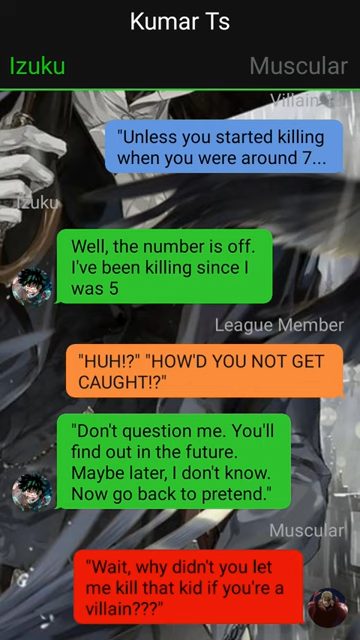 Kumar Ts
Izuku
Muscular
Villain
"Unless you started killing
when you were around 7...
Izuku
Well, the number is off.
I've been killing since I
was 5
League Member
"HUH!?" "HOW'D YOU NOT GET
CAUGHT!?"
"Don't question me. You'll
find out in the future.
Maybe later, I don't know.
Now go back to pretend."
Muscular
"Wait, why didn't you let
me kill that kid if you're a
villain???"